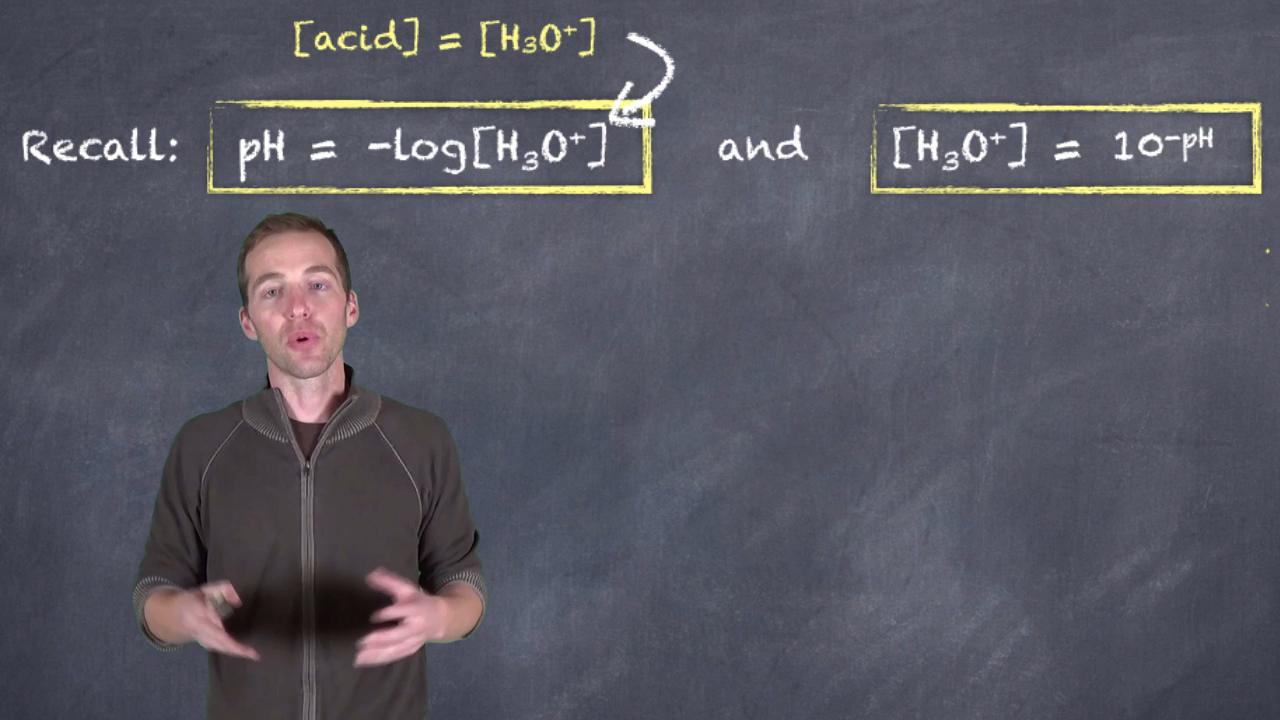 [acid] = [H₃O⁺]
Recall: pH = -log[H₃O⁺] and [H₃O⁺] = 10⁻ᵖᴴ